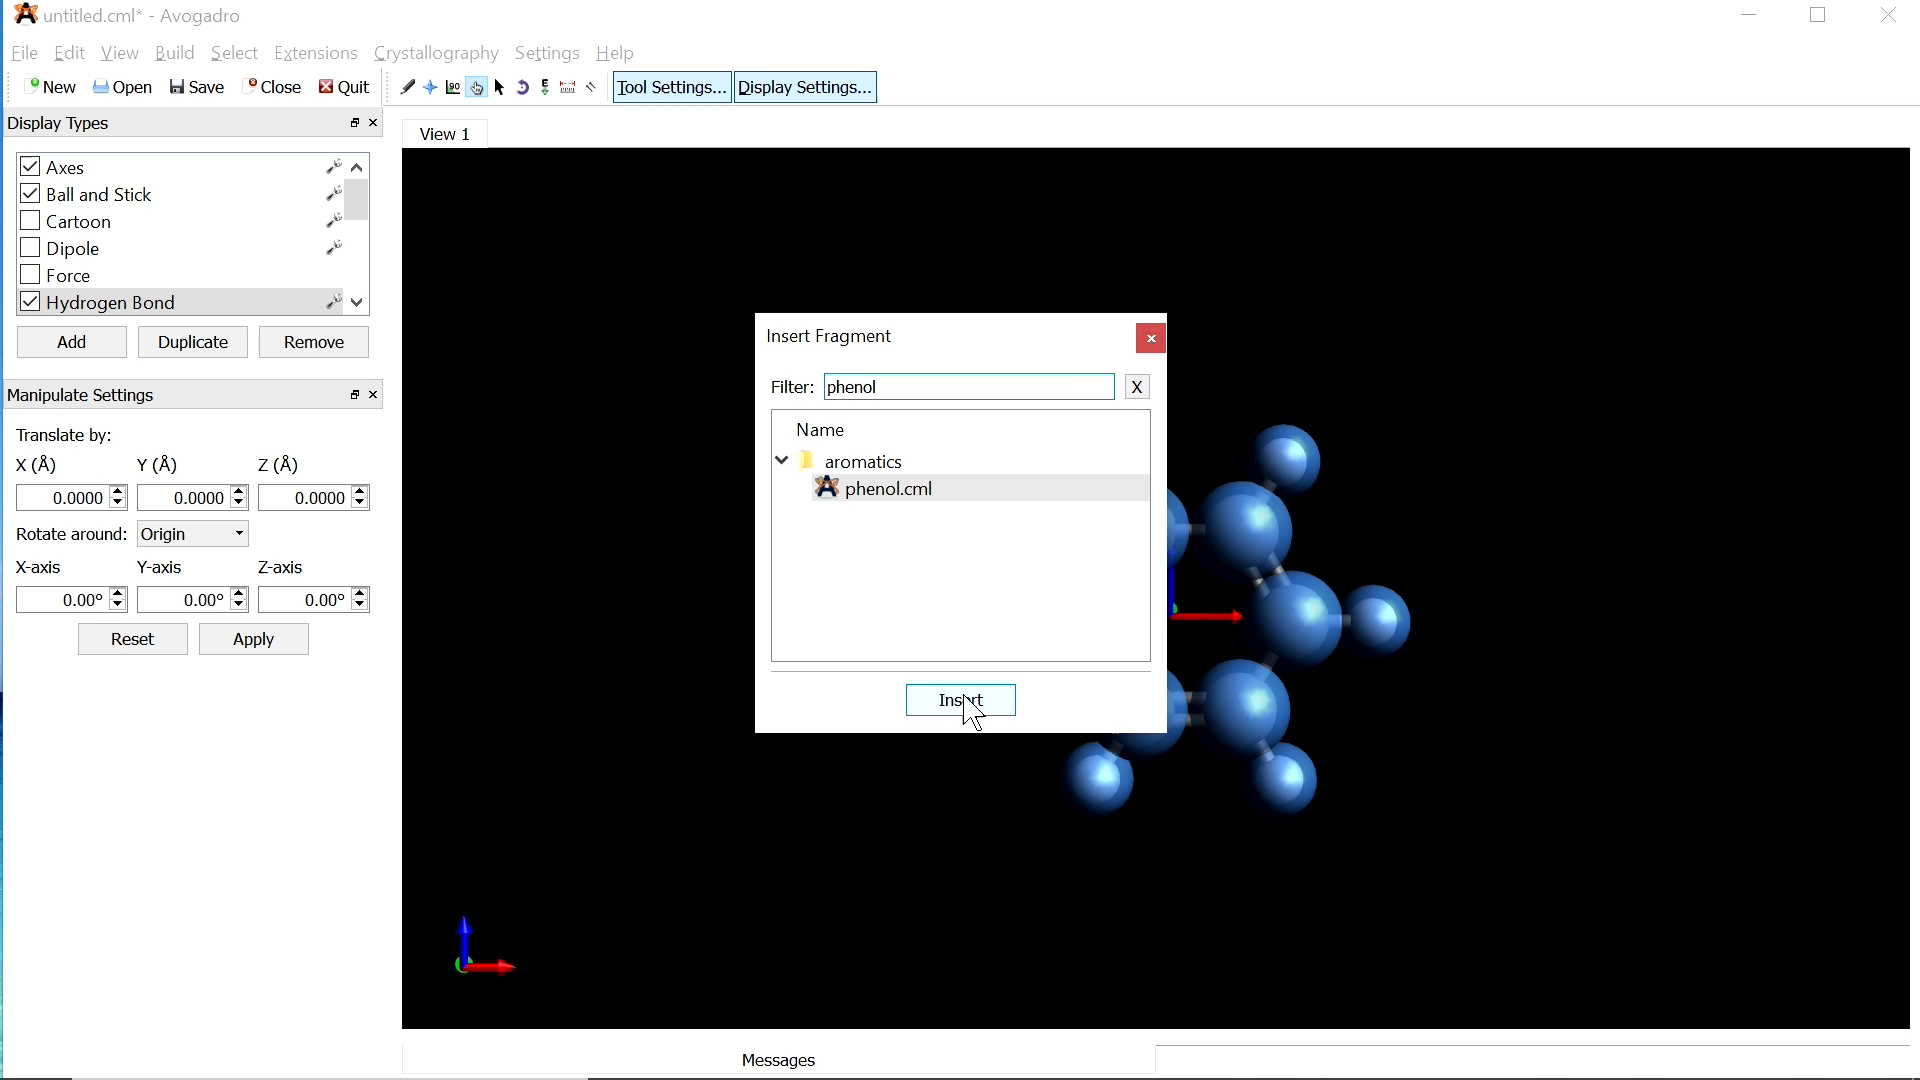 untitled.cml* - Avogadro
File Edit View Build Select Extensions Crystallography Settings Help
New Open Save Close Quit 90 E Tool Settings... Display Settings...
Display Types
View 1
Axes
Ball and Stick
Cartoon
Dipole
Force
Hydrogen Bond
Add Duplicate Remove
Manipulate Settings
Translate by:
X (Å) Y (Å) Z (Å)
0.0000 0.0000 0.0000
Rotate around: Origin
X-axis Y-axis Z-axis
0.00° 0.00° 0.00°
Reset Apply
Insert Fragment
Filter: phenol X
Name
aromatics
phenol.cml
Insert
Messages